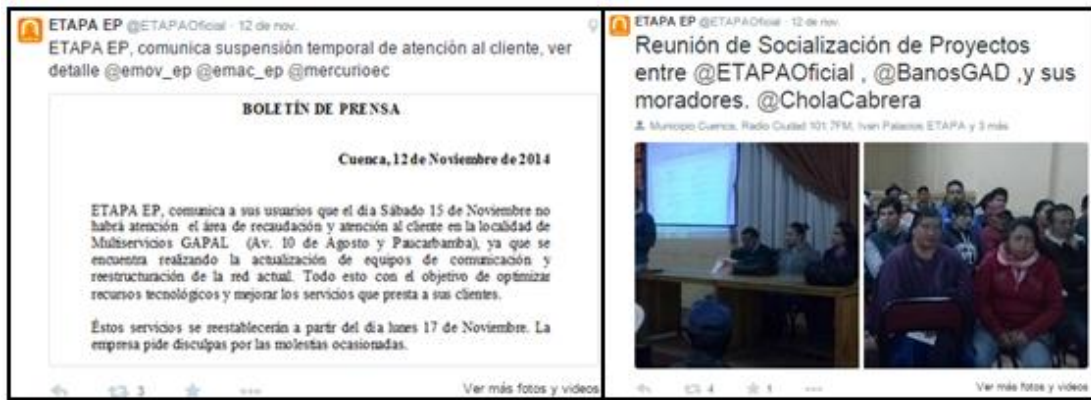 ETAPA EP @ETAPAOficial · 12 de nov.
ETAPA EP, comunica suspensión temporal de atención al cliente, ver
detalle @emov_ep @emac_ep @mercurioec
BOLETÍN DE PRENSA
Cuenca, 12 de Noviembre de 2014
ETAPA EP, comunica a sus usuarios que el día Sábado 15 de Noviembre no
habrá atención el área de recaudación y atención al cliente en la localidad de
Multiservicios GAPAL (Av. 10 de Agosto y Paucarbamba), ya que se
encuentra realizando la actualización de equipos de comunicación y
reestructuración de la red actual. Todo esto con el objetivo de optimizar
recursos tecnológicos y mejorar los servicios que presta a sus clientes.
Éstos servicios se reestablecerán a partir del día lunes 17 de Noviembre. La
empresa pide disculpas por las molestias ocasionadas.
3
Ver más fotos y videos
ETAPA EP @ETAPAOficial · 12 de nov.
Reunión de Socialización de Proyectos
entre @ETAPAOficial , @BanosGAD ,y sus
moradores. @CholaCabrera
Municipio Cuenca, Radio Ciudad 101.7FM, Ivan Palacios ETAPA y 3 más
4 1
Ver más fotos y videos